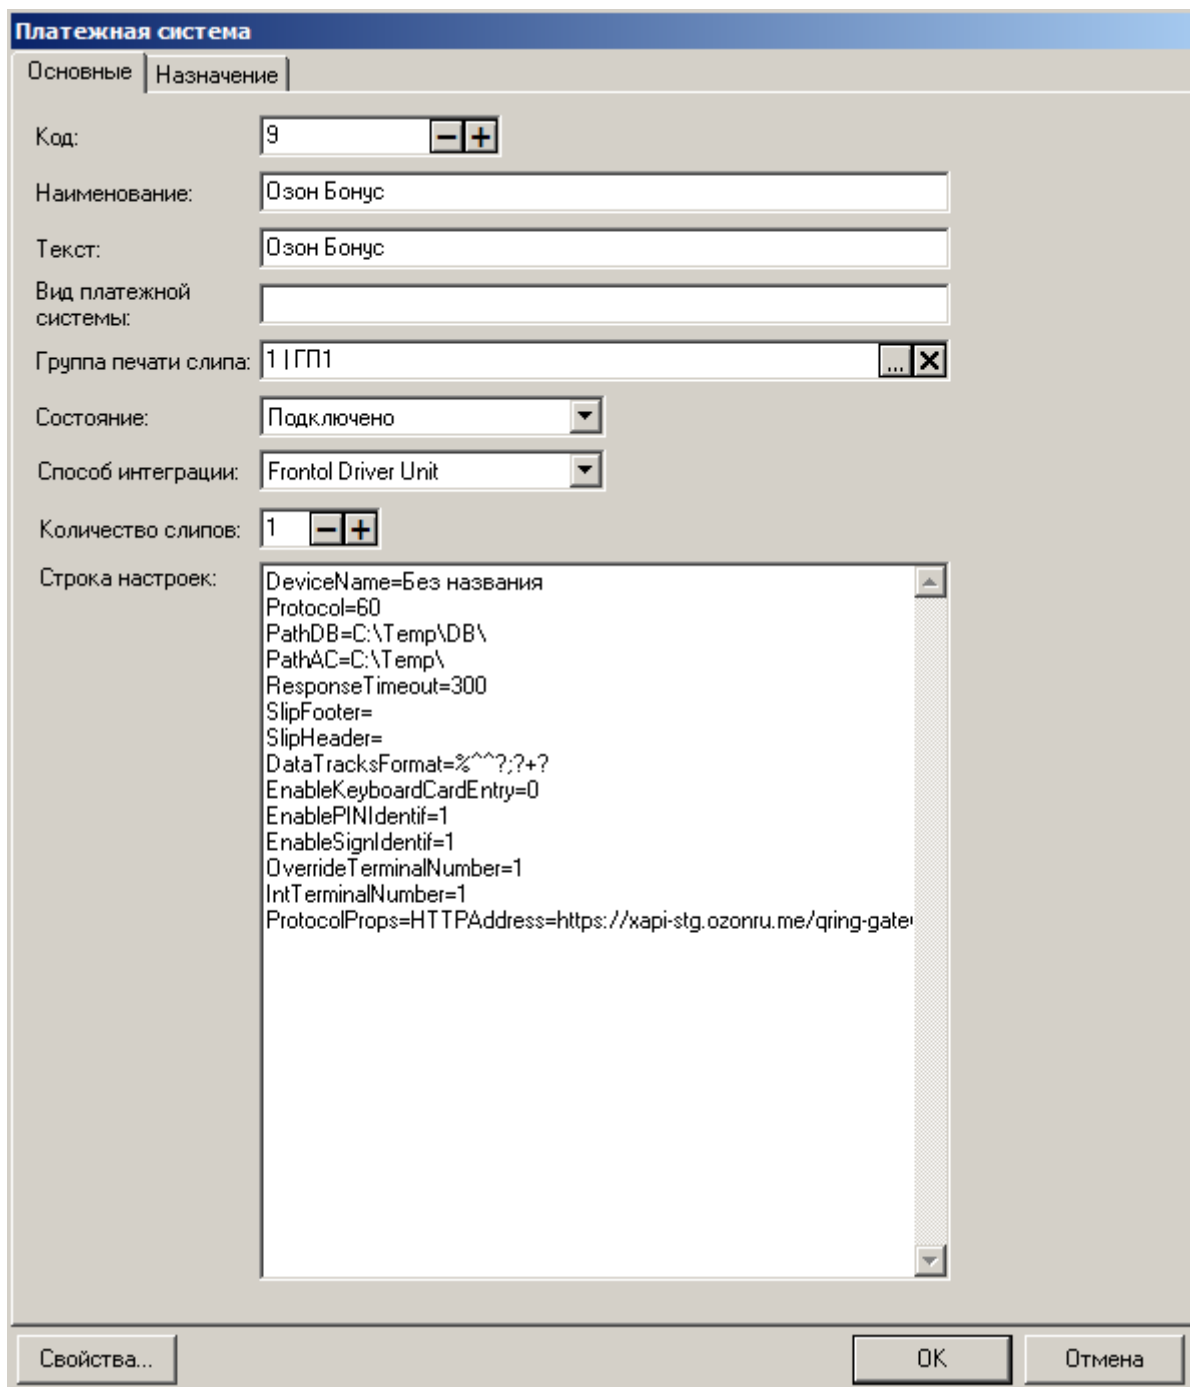 Платежная система
Основные Назначение
Код: 9
Наименование: Озон Бонус
Текст: Озон Бонус
Вид платежной
системы:
Группа печати слипа: 1 | ГП1
Состояние: Подключено
Способ интеграции: Frontol Driver Unit
Количество слипов: 1
Строка настроек: DeviceName=Без названия
Protocol=60
PathDB=C:\Temp\DB\
PathAC=C:\Temp\
ResponseTimeout=300
SlipFooter=
SlipHeader=
DataTracksFormat=%^^?;?+?
EnableKeyboardCardEntry=0
EnablePINIdentif=1
EnableSignIdentif=1
OverrideTerminalNumber=1
IntTerminalNumber=1
ProtocolProps=HTTPAddress=https://xapi-stg.ozonru.me/qring-gate
Свойства... OK Отмена